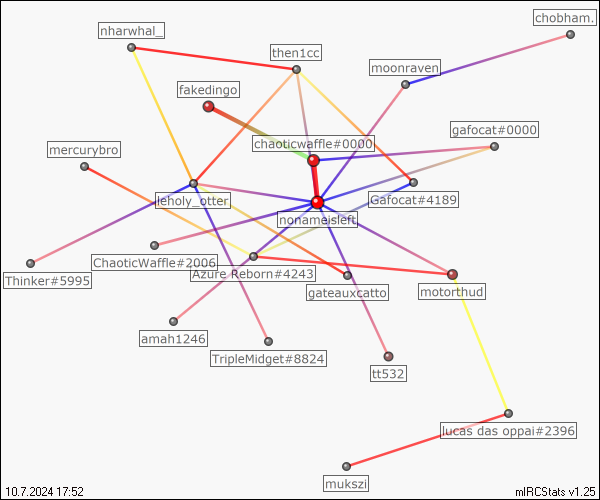 chobham.
nharwhal_
then1cc
moonraven
fakedingo
gafocat#0000
chaoticwaffle#0000
mercurybro
leholy_otter
Gafocat#4189
nonameisleft
ChaoticWaffle#2006
Azure Reborn#4243
Thinker#5995
gateauxcatto
motorthud
amah1246
TripleMidget#8824
tt532
lucas das oppai#2396
mukszi
10.7.2024 17:52
mIRCStats v1.25